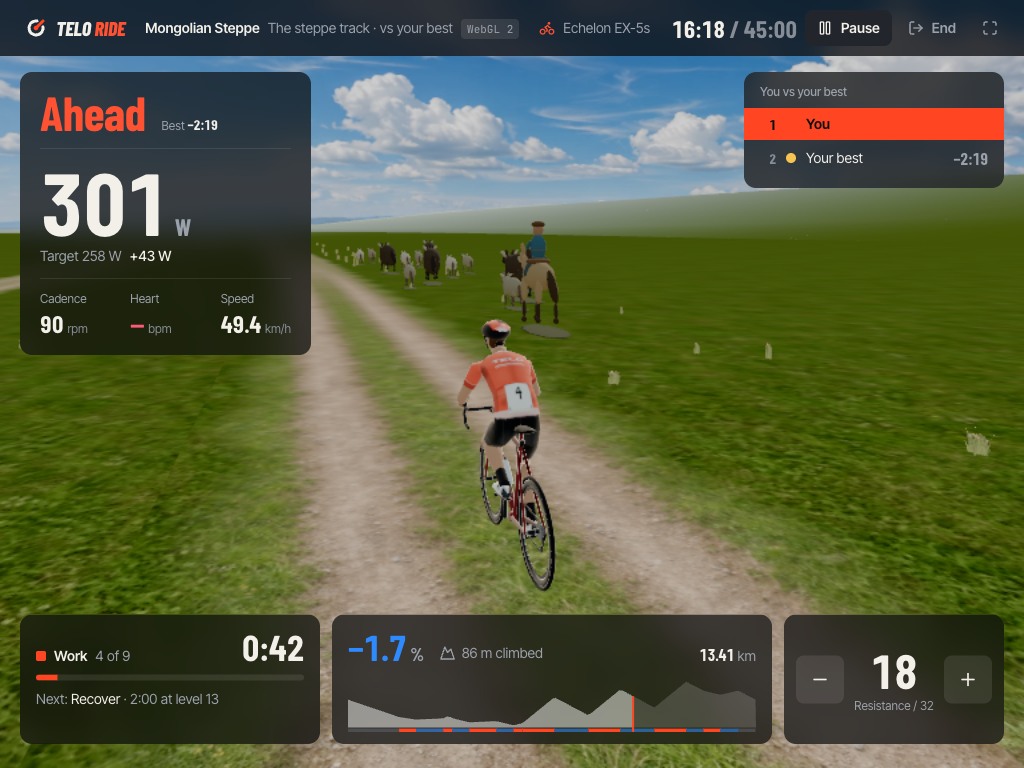 TELO RIDE Mongolian Steppe The steppe track · vs your best WebGL 2 Echelon EX-5s 16:18 / 45:00 Pause End
Ahead Best −2:19
301 W
Target 258 W +43 W
Cadence Heart Speed
90 rpm – bpm 49.4 km/h
You vs your best
1 You
2 Your best −2:19
TELO
4
Work 4 of 9 0:42
Next: Recover · 2:00 at level 13
−1.7 % 86 m climbed 13.41 km
− 18 +
Resistance / 32